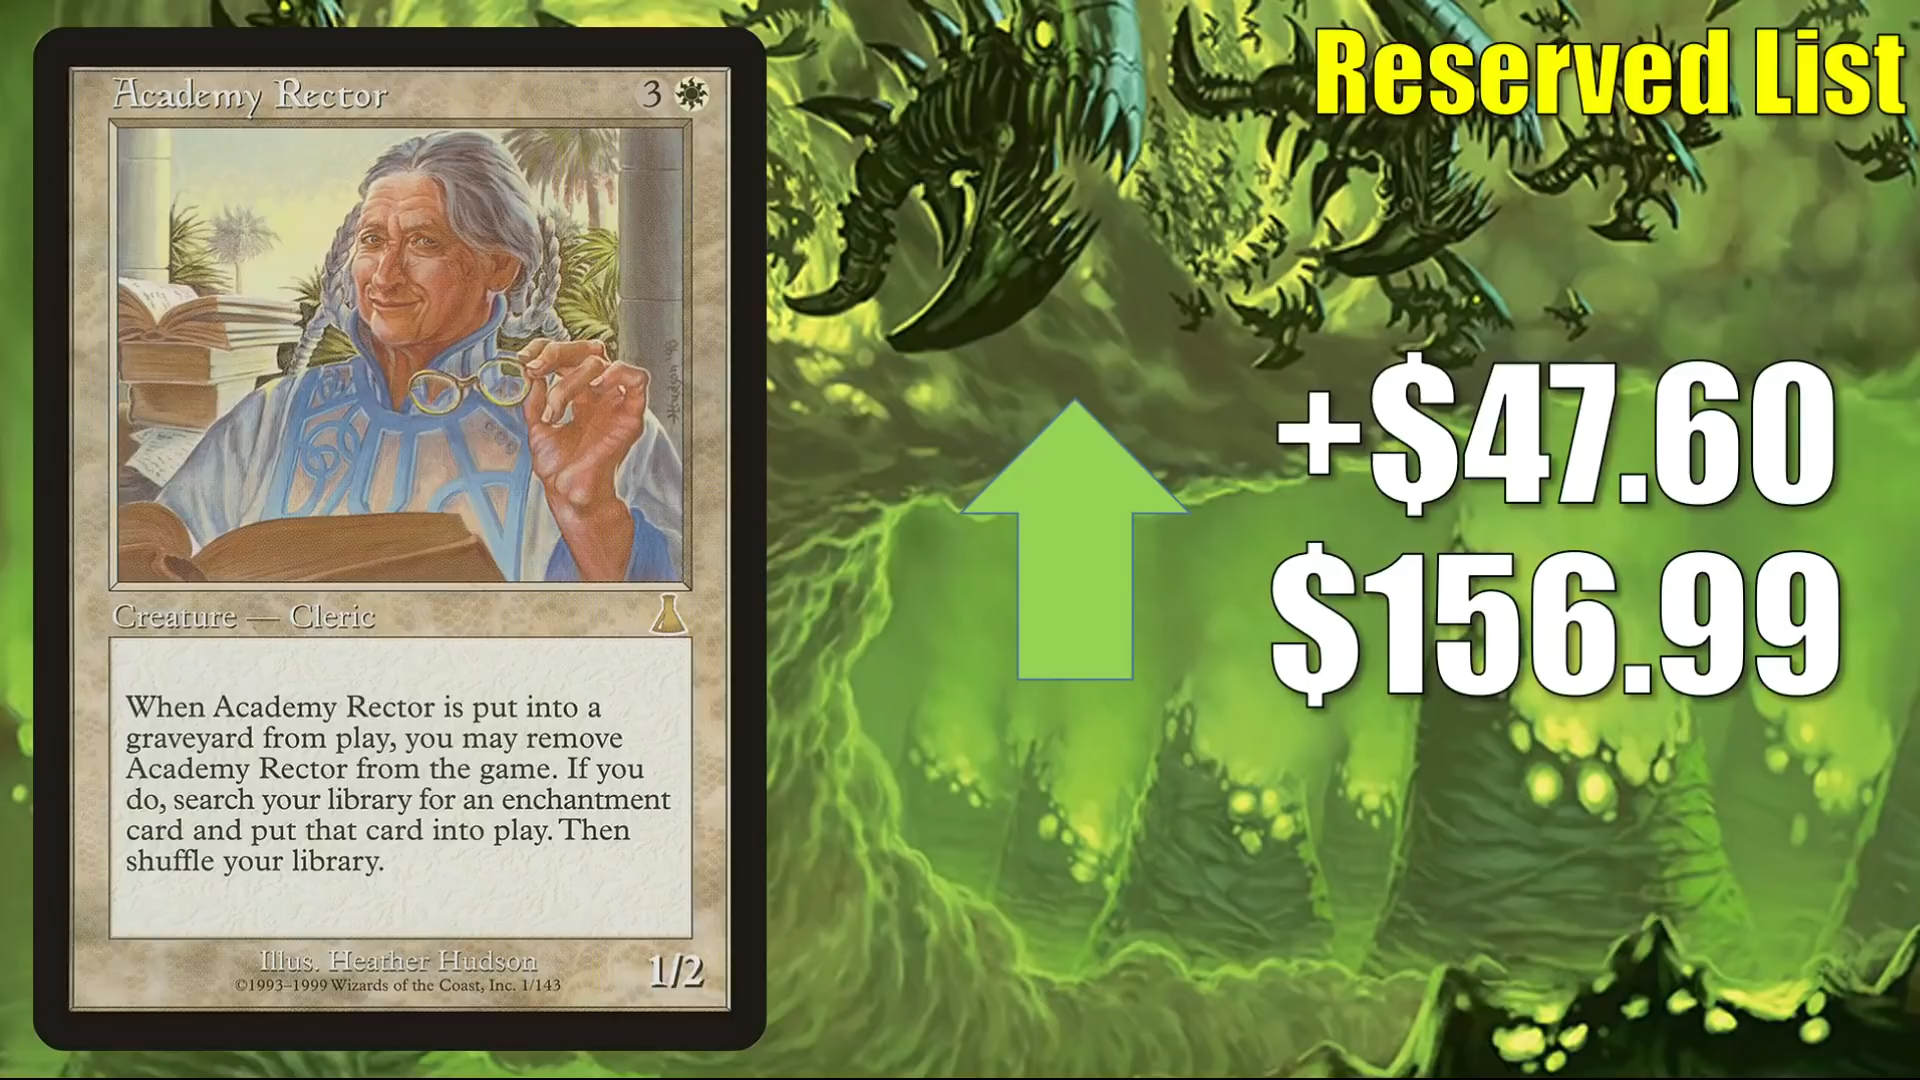 Academy Rector 3
Reserved List
Hudson '98
+$47.60
$156.99
Creature — Cleric
When Academy Rector is put into a
graveyard from play, you may remove
Academy Rector from the game. If you
do, search your library for an enchantment
card and put that card into play. Then
shuffle your library.
Illus. Heather Hudson
©1993–1999 Wizards of the Coast, Inc. 1/143
1/2